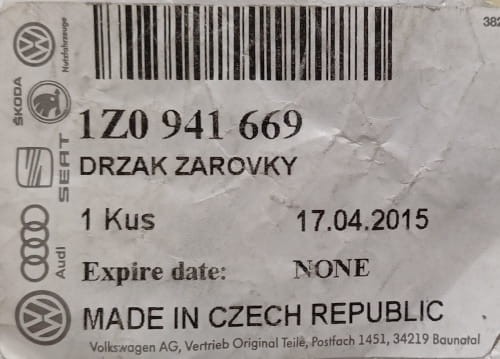 382
1Z0 941 669
DRZAK ZAROVKY
1 Kus 17.04.2015
Expire date: NONE
MADE IN CZECH REPUBLIC
Volkswagen AG, Vertrieb Original Teile, Postfach 1451, 34219 Baunatal
Nutzfahrzeuge
ŠKODA
SEAT
Audi